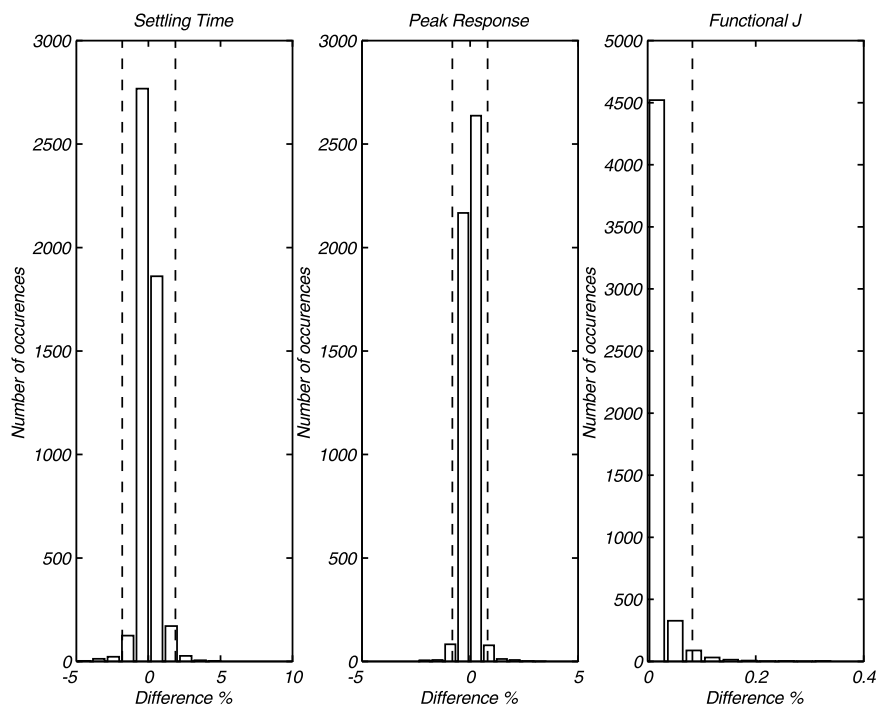 Settling Time
3000
2500
2000
1500
1000
500
0
-5 0 5 10
Difference %
Number of occurences
Peak Response
3000
2500
2000
1500
1000
500
0
-5 0 5
Difference %
Number of occurences
Functional J
5000
4500
4000
3500
3000
2500
2000
1500
1000
500
0
0 0.2 0.4
Difference %
Number of occurences